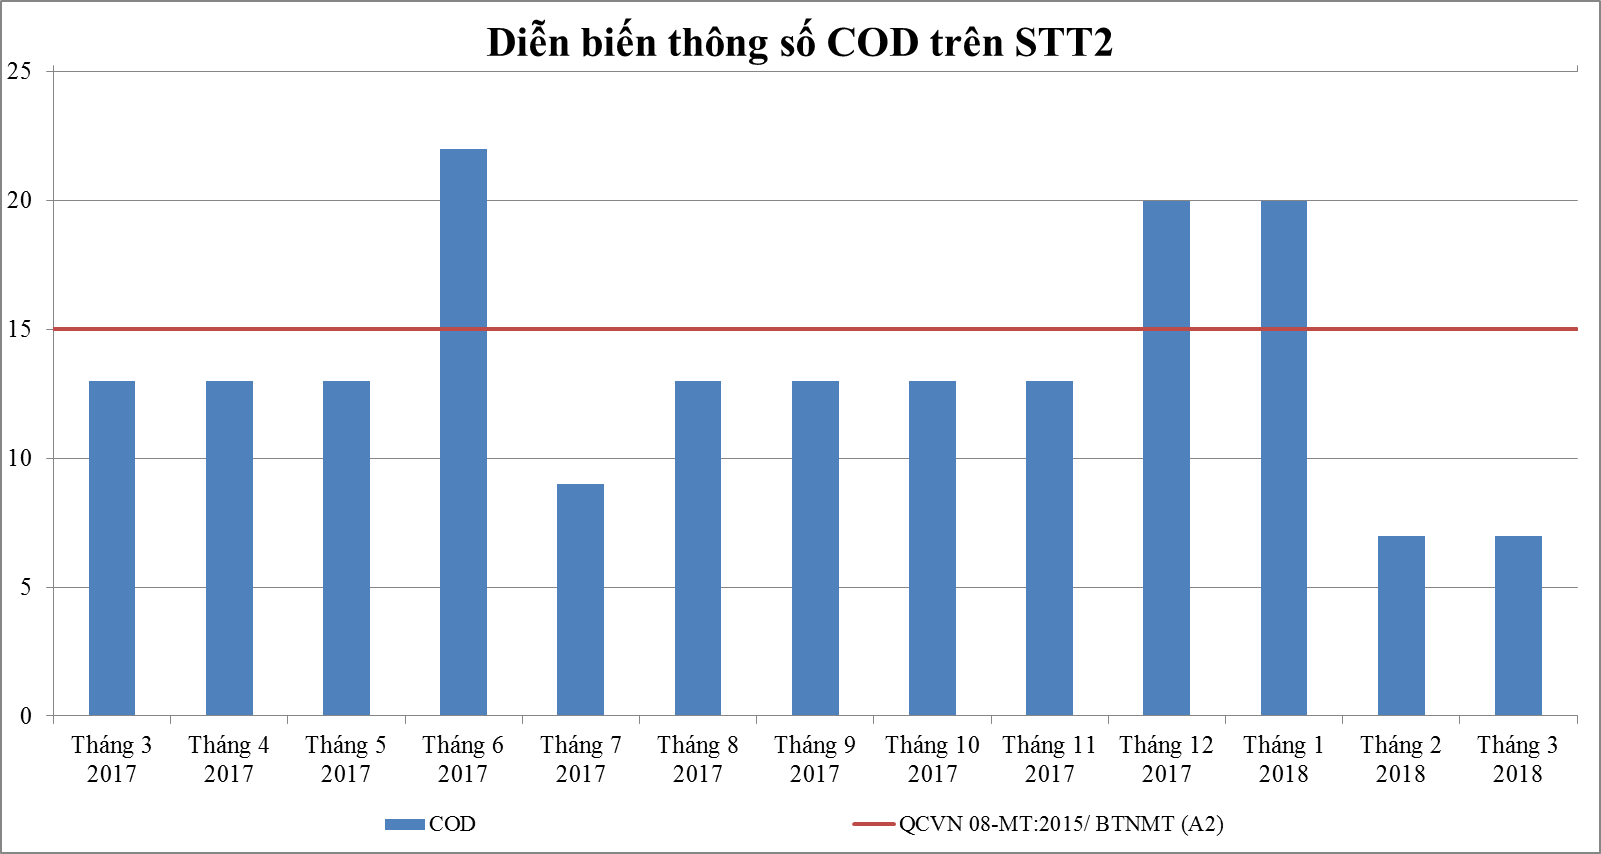 Diễn biến thông số COD trên STT2
25
20
15
10
5
0
Tháng 3 2017
Tháng 4 2017
Tháng 5 2017
Tháng 6 2017
Tháng 7 2017
Tháng 8 2017
Tháng 9 2017
Tháng 10 2017
Tháng 11 2017
Tháng 12 2017
Tháng 1 2018
Tháng 2 2018
Tháng 3 2018
COD
QCVN 08-MT:2015/ BTNMT (A2)